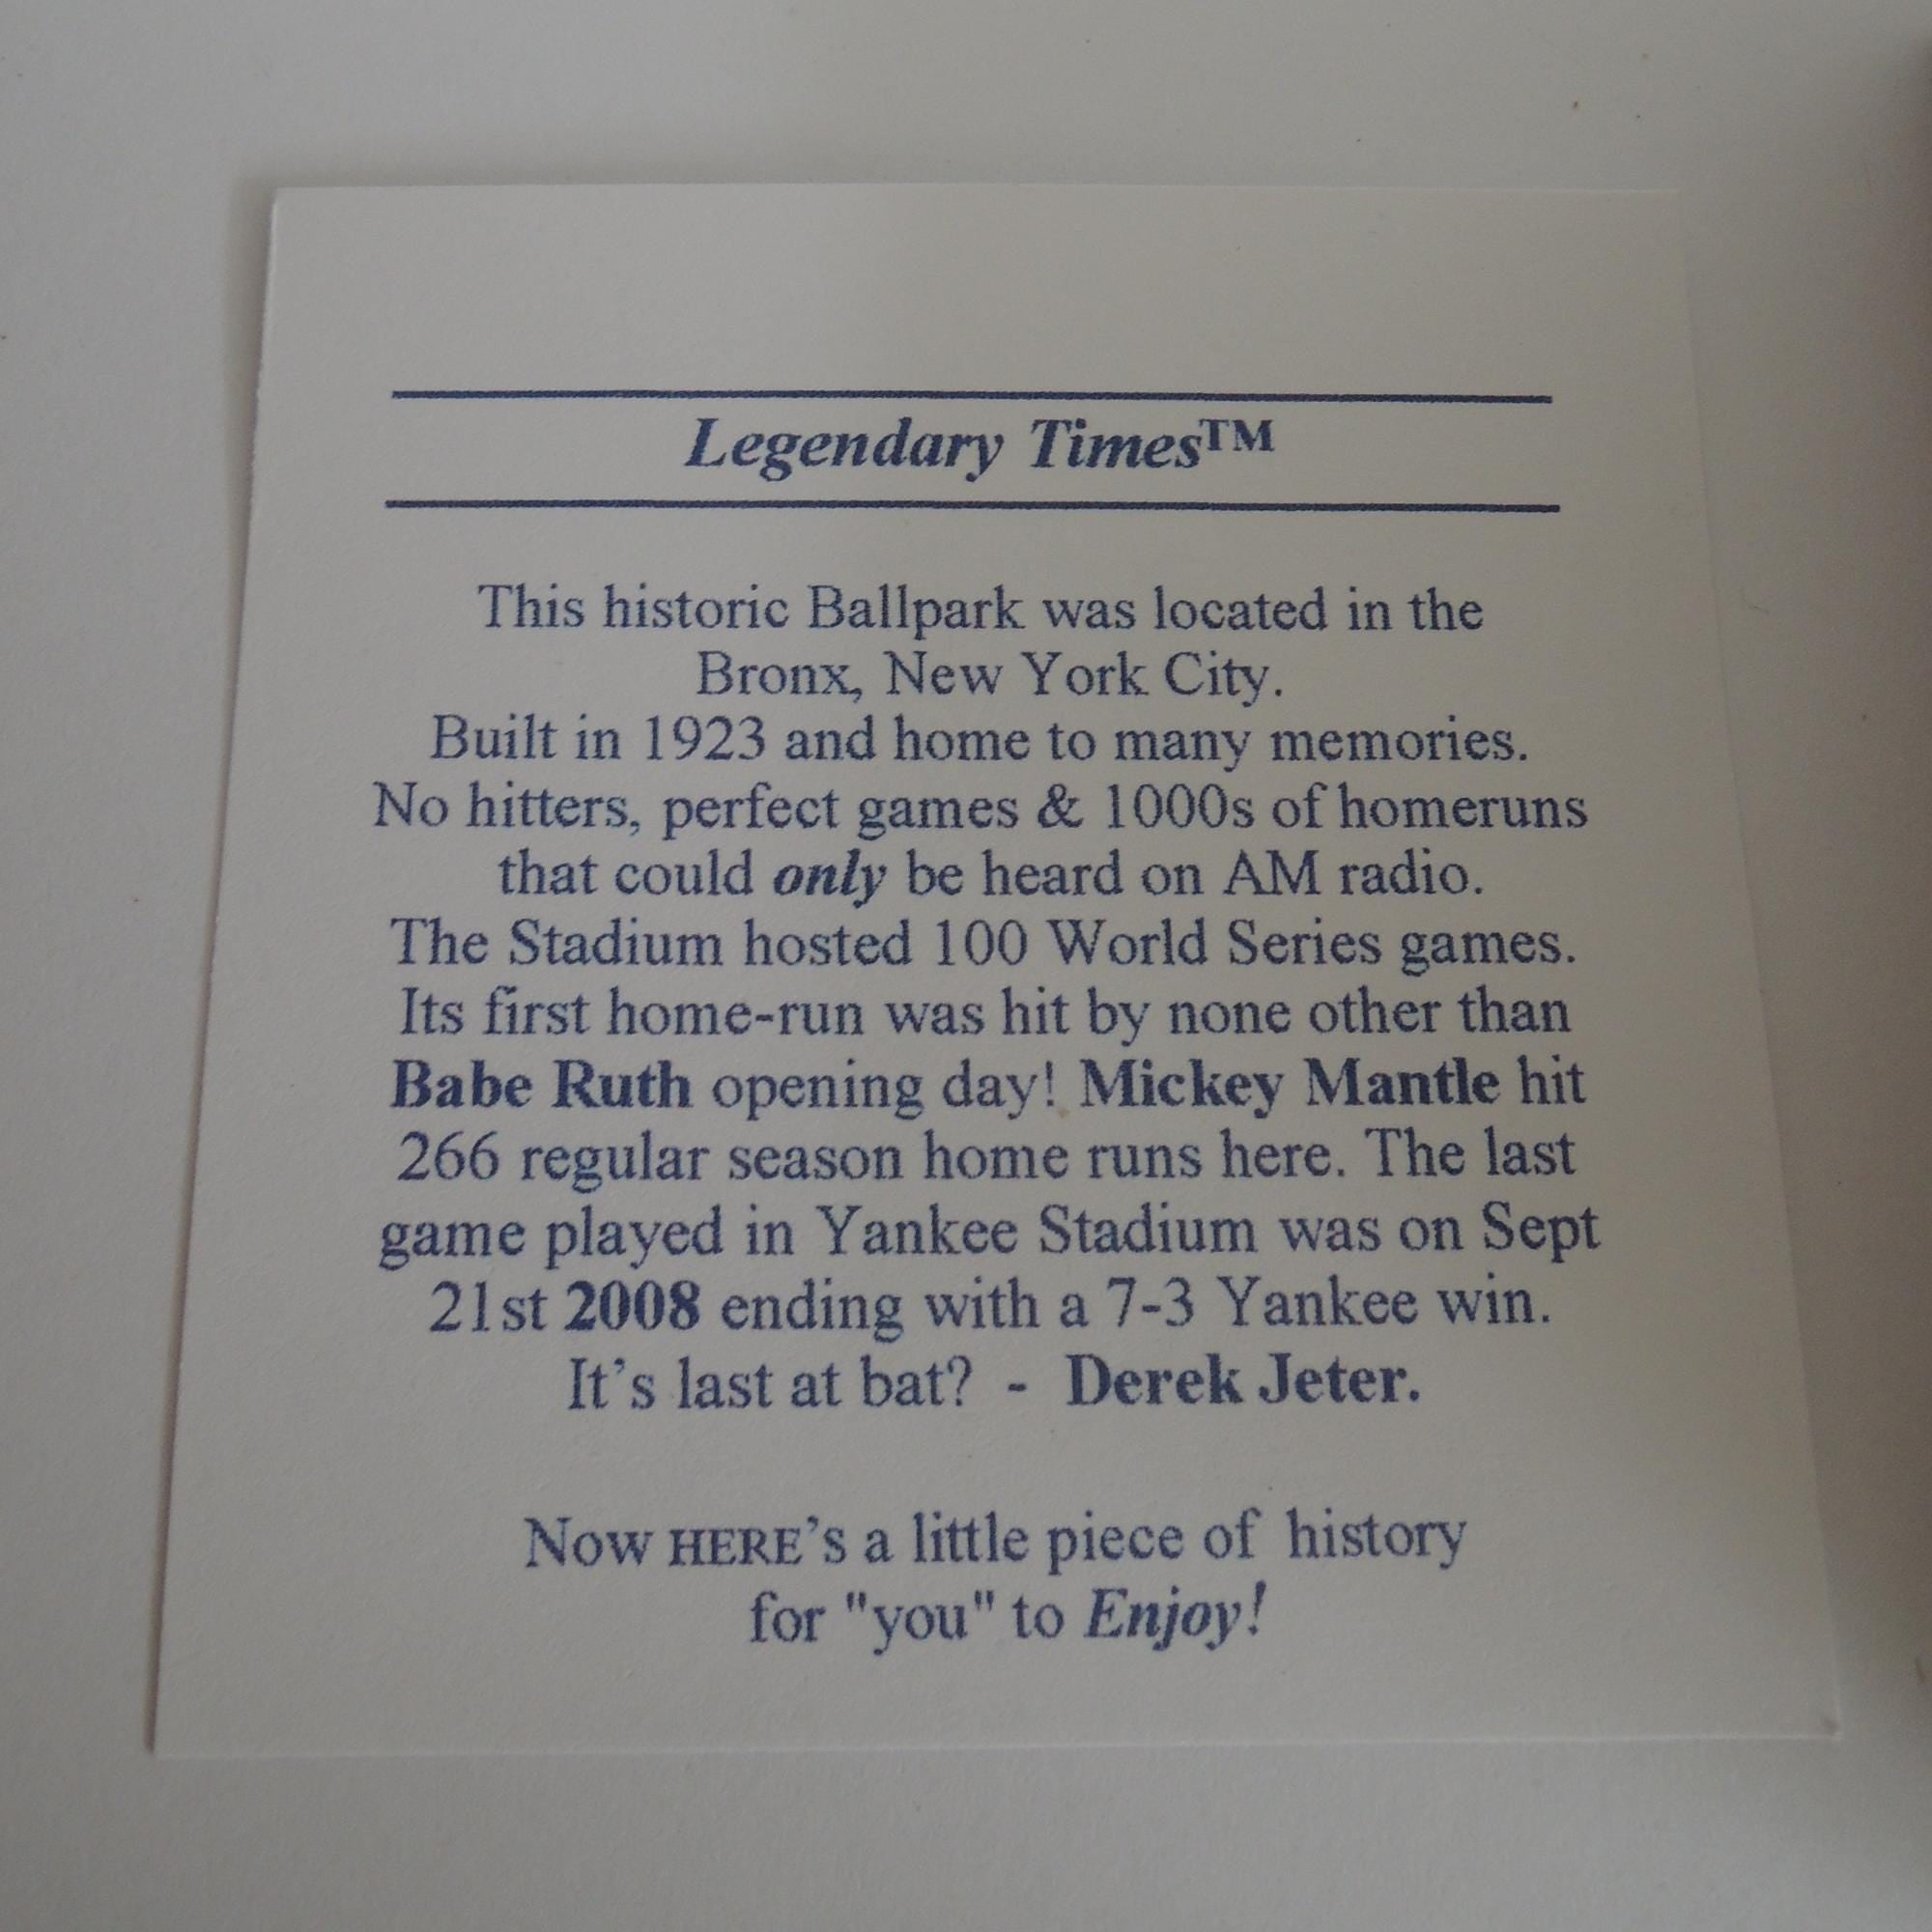 Legendary Times™
This historic Ballpark was located in the
Bronx, New York City.
Built in 1923 and home to many memories.
No hitters, perfect games & 1000s of homeruns
that could only be heard on AM radio.
The Stadium hosted 100 World Series games.
Its first home-run was hit by none other than
Babe Ruth opening day! Mickey Mantle hit
266 regular season home runs here. The last
game played in Yankee Stadium was on Sept
21st 2008 ending with a 7-3 Yankee win.
It's last at bat? - Derek Jeter.
Now HERE's a little piece of history
for "you" to Enjoy!